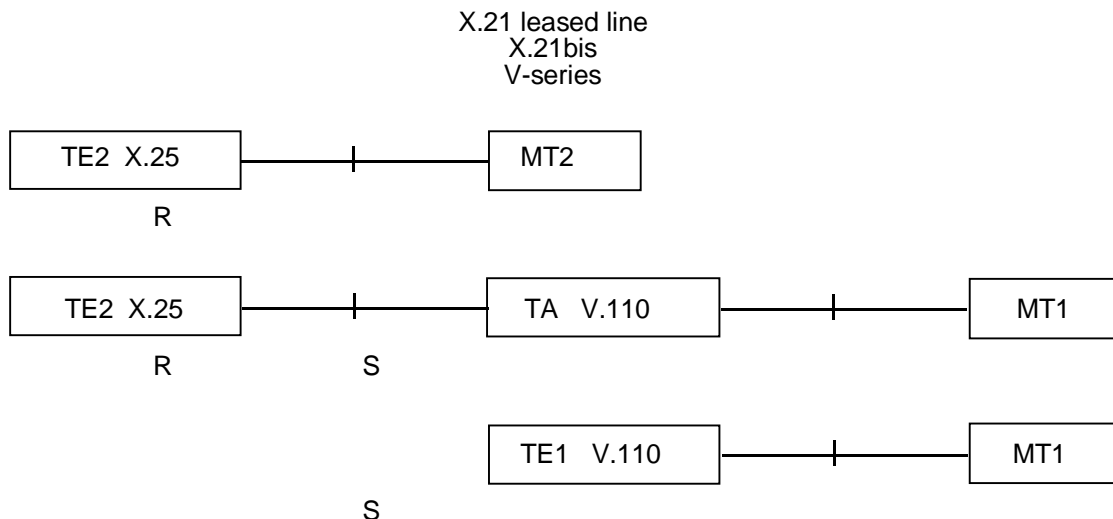 X.21 leased line
X.21bis
V-series
TE2 X.25 MT2
R
TE2 X.25 TA V.110 MT1
R S
TE1 V.110 MT1
S